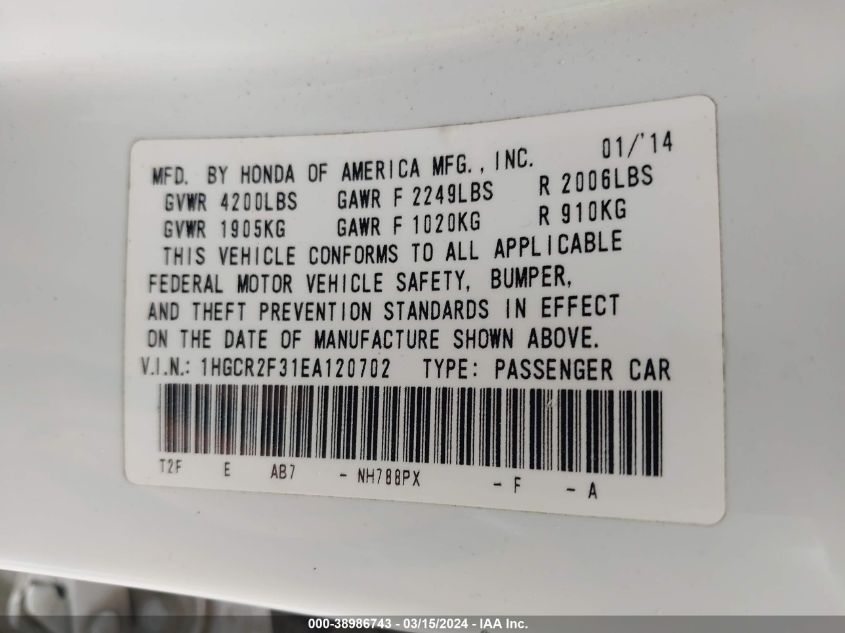 MFD. BY HONDA OF AMERICA MFG., INC. 01/'14
GVWR 4200LBS GAWR F 2249LBS R 2006LBS
GVWR 1905KG GAWR F 1020KG R 910KG
THIS VEHICLE CONFORMS TO ALL APPLICABLE
FEDERAL MOTOR VEHICLE SAFETY, BUMPER,
AND THEFT PREVENTION STANDARDS IN EFFECT
ON THE DATE OF MANUFACTURE SHOWN ABOVE.
V.I.N.: 1HGCR2F31EA120702 TYPE: PASSENGER CAR
T2F E AB7 - NH788PX - F - A
000-38986743 - 03/15/2024 - IAA Inc.